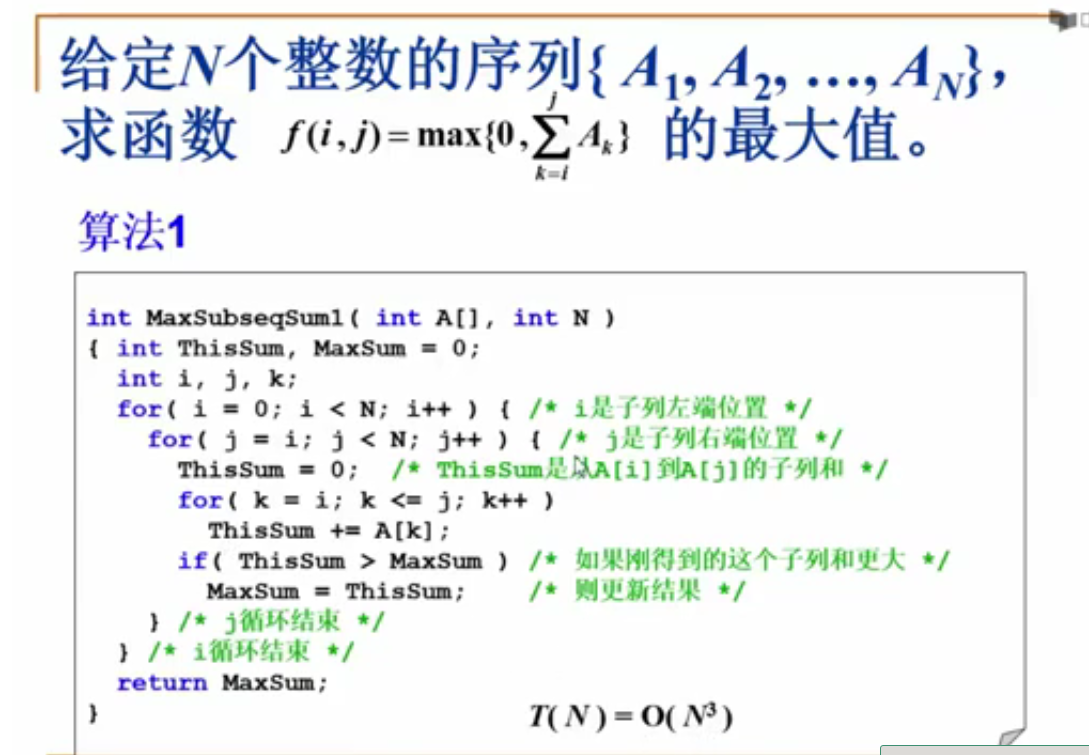 给定N个整数的序列{ A₁, A₂, …, A_N},
求函数 f(i,j)=max{0,∑_{k=i}^{j} A_k} 的最大值。
算法1
int MaxSubseqSum1( int A[], int N )
{ int ThisSum, MaxSum = 0;
int i, j, k;
for( i = 0; i < N; i++ ) { /* i是子列左端位置 */
for( j = i; j < N; j++ ) { /* j是子列右端位置 */
ThisSum = 0; /* ThisSum是从A[i]到A[j]的子列和 */
for( k = i; k <= j; k++ )
ThisSum += A[k];
if( ThisSum > MaxSum ) /* 如果刚得到的这个子列和更大 */
MaxSum = ThisSum; /* 则更新结果 */
} /* j循环结束 */
} /* i循环结束 */
return MaxSum;
}
T( N ) = O( N³ )